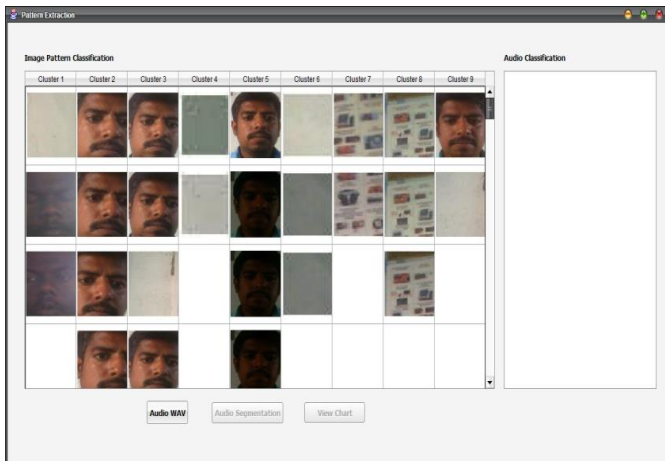 Pattern Extraction
Image Pattern Classification
Audio Classification
Cluster 1 Cluster 2 Cluster 3 Cluster 4 Cluster 5 Cluster 6 Cluster 7 Cluster 8 Cluster 9
Audio WAV Audio Segmentation View Chart